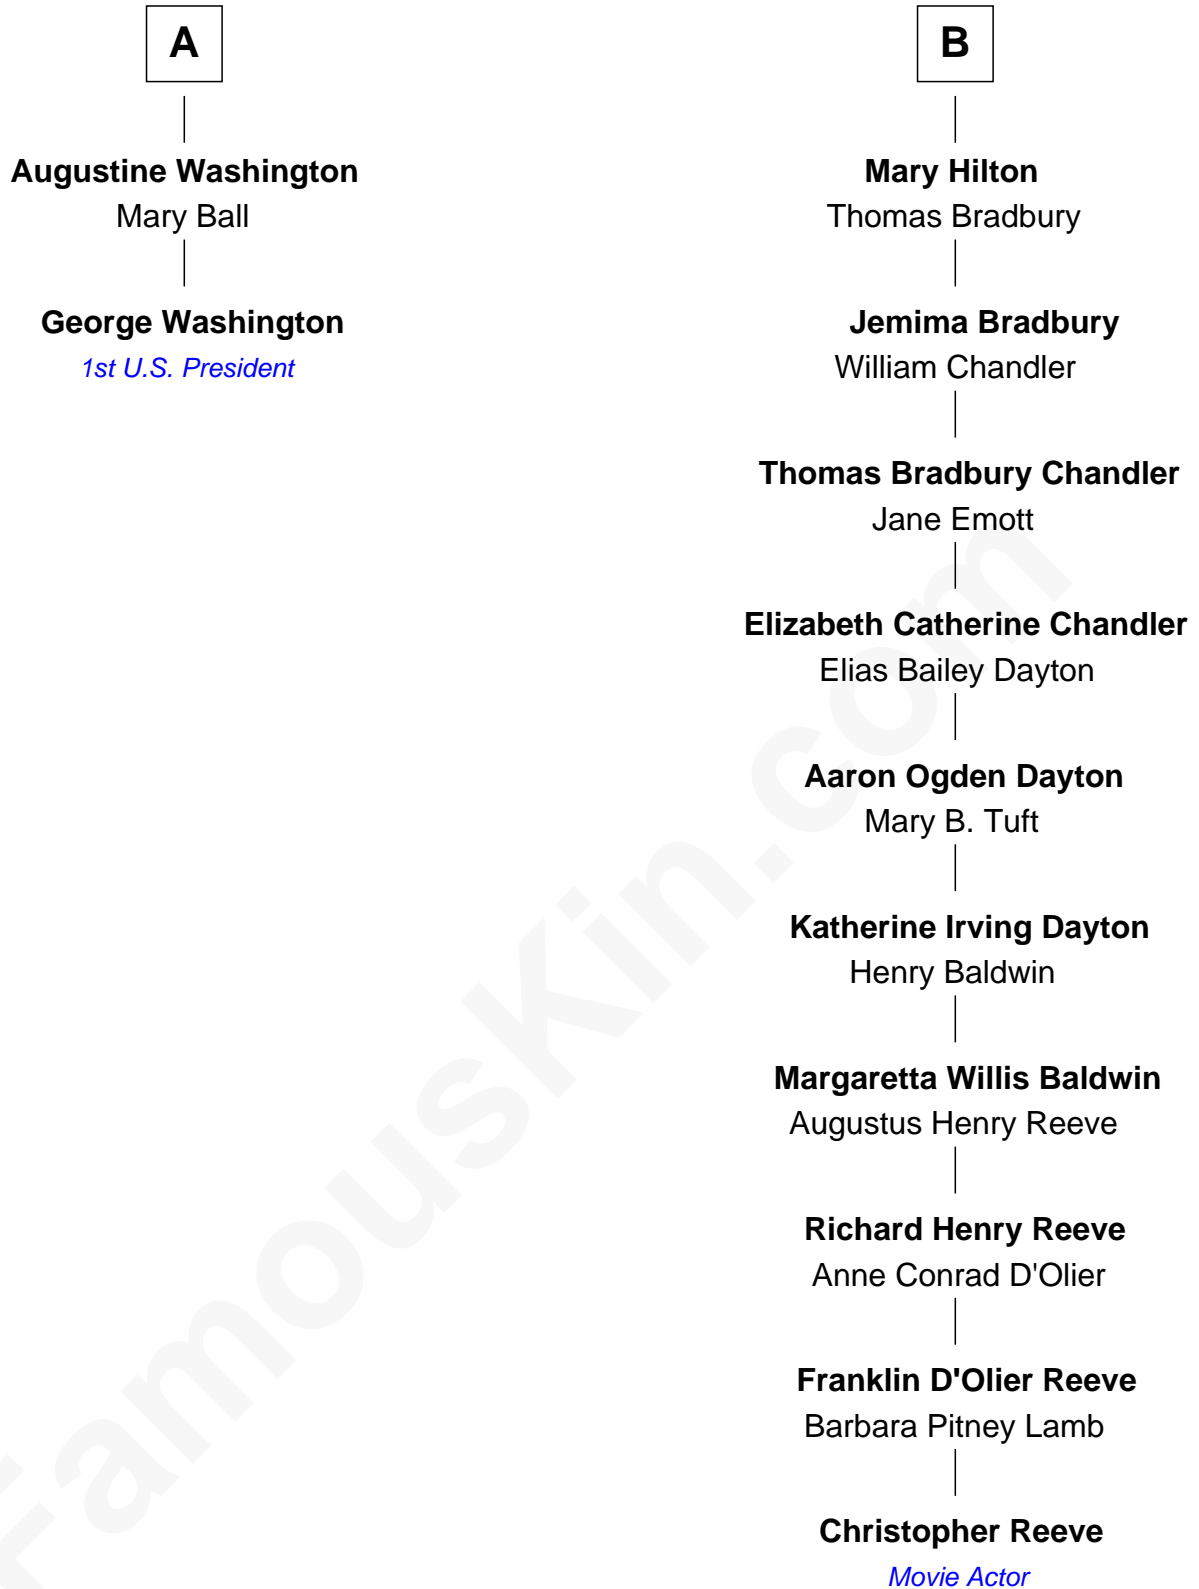 A
Augustine Washington
Mary Ball
George Washington
1st U.S. President
B
Mary Hilton
Thomas Bradbury
Jemima Bradbury
William Chandler
Thomas Bradbury Chandler
Jane Emott
Elizabeth Catherine Chandler
Elias Bailey Dayton
Aaron Ogden Dayton
Mary B. Tuft
Katherine Irving Dayton
Henry Baldwin
Margaretta Willis Baldwin
Augustus Henry Reeve
Richard Henry Reeve
Anne Conrad D'Olier
Franklin D'Olier Reeve
Barbara Pitney Lamb
Christopher Reeve
Movie Actor
FamousKin.com